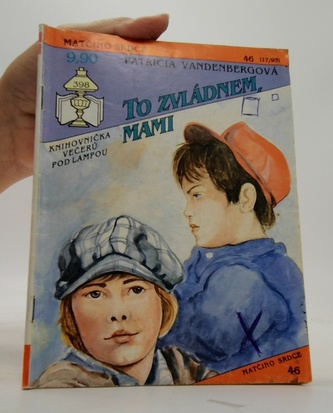 MATČINO SRDCE
46 (17/93)
9,90
PATRICIA VANDENBERGOVÁ
398
TO ZVLÁDNEM,
MAMI
KNIHOVNIČKA
VEČERŮ
POD LAMPOU
X
MATČINO SRDCE
46